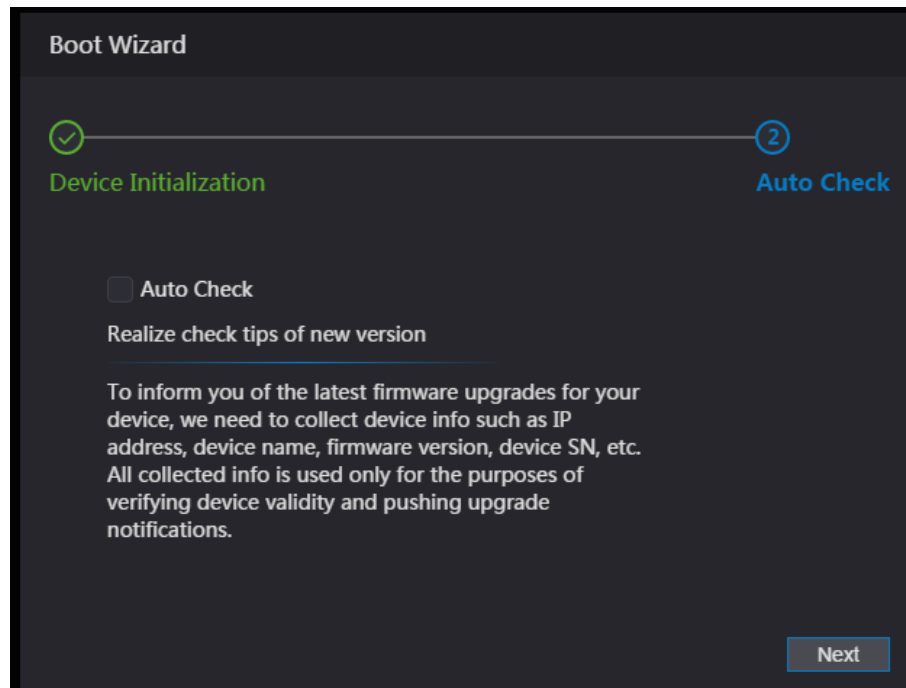 Boot Wizard
2
Device Initialization
Auto Check
Auto Check
Realize check tips of new version
To inform you of the latest firmware upgrades for your
device, we need to collect device info such as IP
address, device name, firmware version, device SN, etc.
All collected info is used only for the purposes of
verifying device validity and pushing upgrade
notifications.
Next